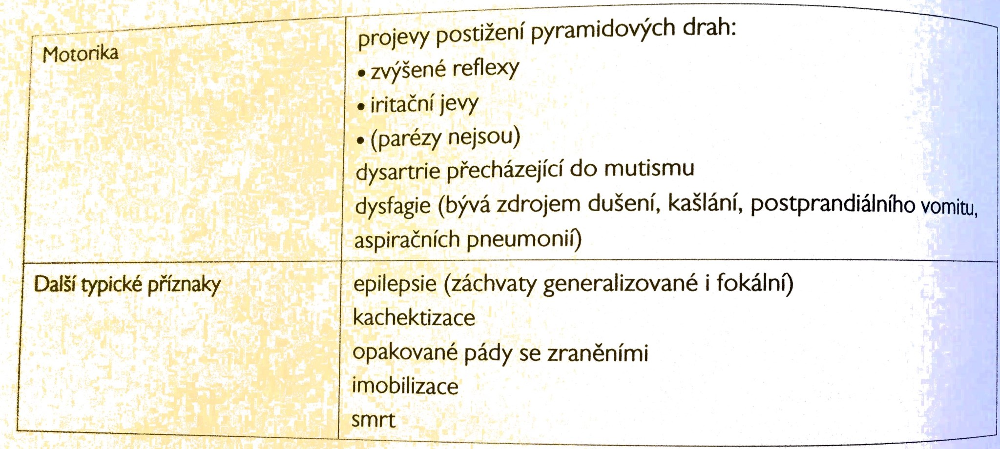 Motorika
projevy postižení pyramidových drah:
• zvýšené reflexy
• iritační jevy
• (parézy nejsou)
dysartrie přecházející do mutismu
dysfagie (bývá zdrojem dušení, kašlání, postprandiálního vomitu,
aspiračních pneumonií)
Další typické příznaky
epilepsie (záchvaty generalizované i fokální)
kachektizace
opakované pády se zraněními
imobilizace
smrt